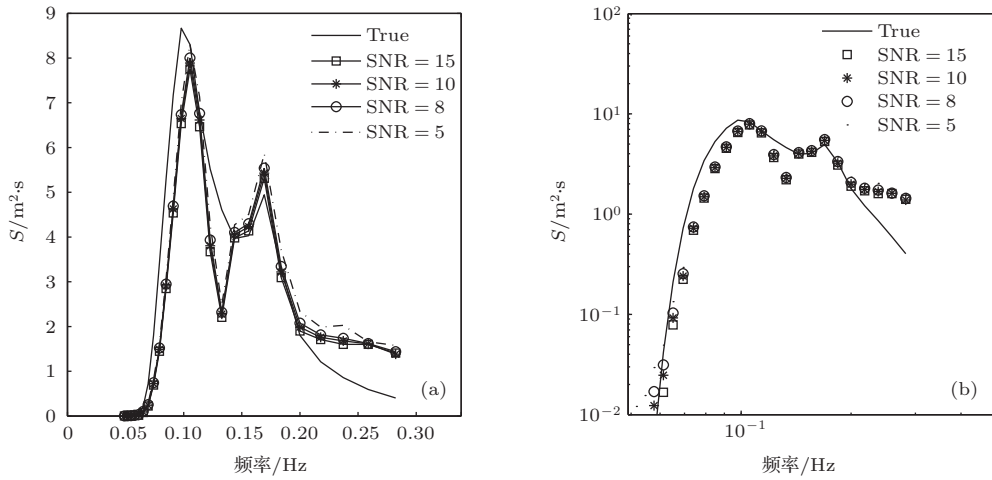 9
8
7
6
5
4
3
2
1
0
S/m²·s
True
SNR = 15
SNR = 10
SNR = 8
SNR = 5
(a)
0
0.05
0.10
0.15
0.20
0.25
0.30
频率/Hz
10²
10¹
10⁰
10⁻¹
10⁻²
S/m²·s
True
SNR = 15
SNR = 10
SNR = 8
SNR = 5
(b)
10⁻¹
频率/Hz